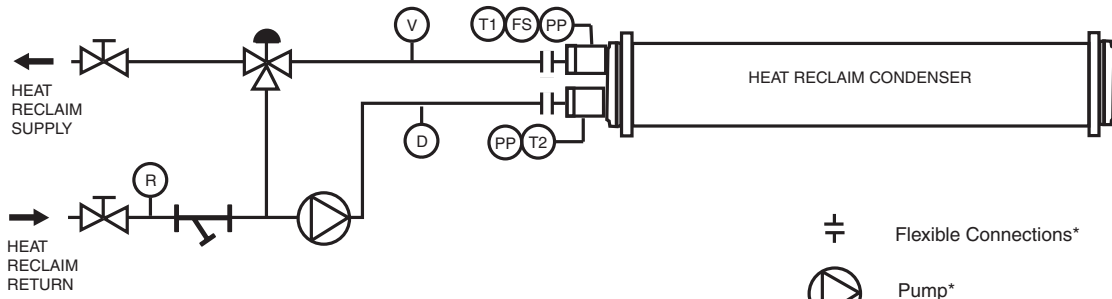 V
T1 FS PP
HEAT
RECLAIM
SUPPLY
HEAT RECLAIM CONDENSER
D
PP T2
R
HEAT
RECLAIM
RETURN
Flexible Connections*
Pump*